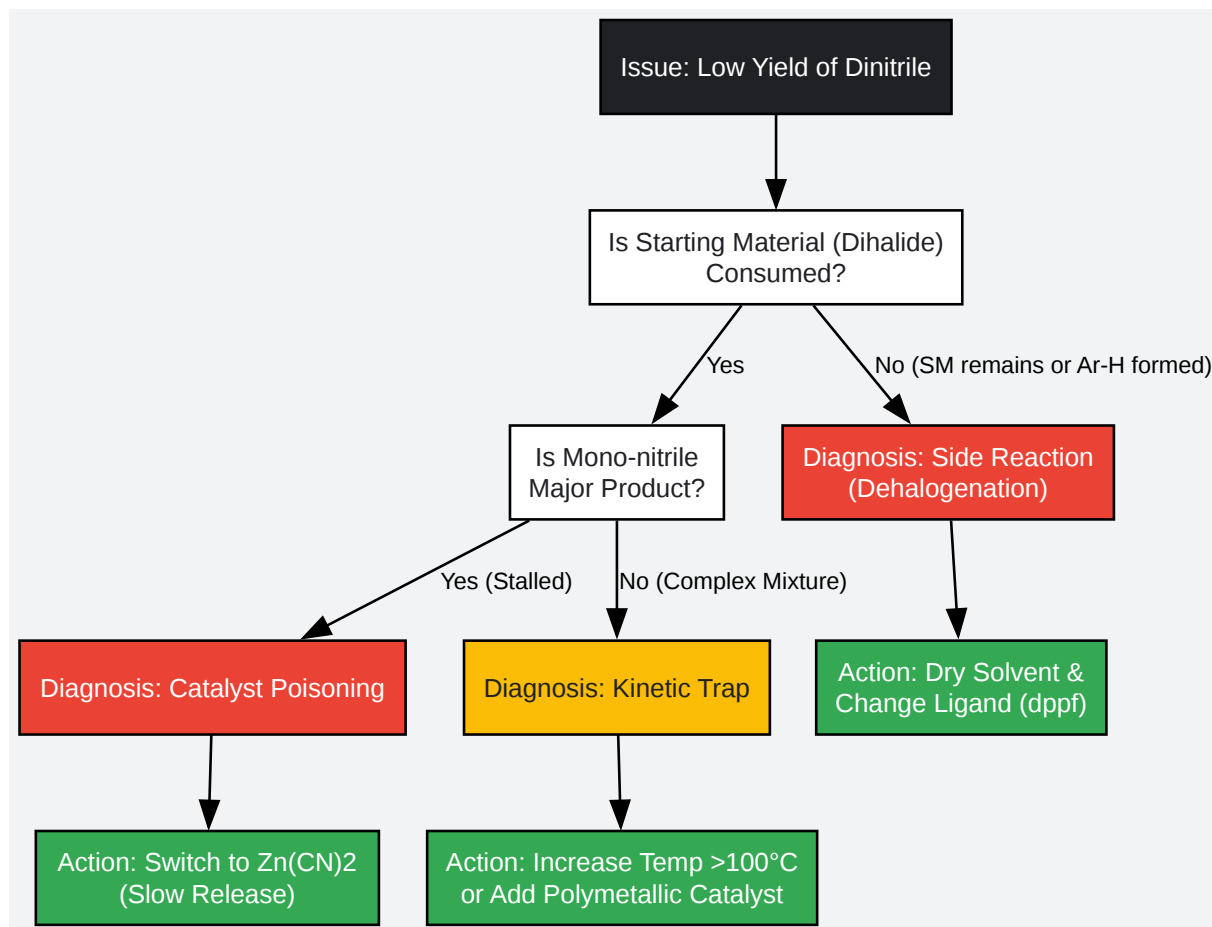 Issue: Low Yield of Dinitrile
Is Starting Material (Dihalide)
Consumed?
Yes
No (SM remains or Ar-H formed)
Is Mono-nitrile
Major Product?
Diagnosis: Side Reaction
(Dehalogenation)
Yes (Stalled)
No (Complex Mixture)
Diagnosis: Catalyst Poisoning
Diagnosis: Kinetic Trap
Action: Dry Solvent &
Change Ligand (dppf)
Action: Switch to Zn(CN)2
(Slow Release)
Action: Increase Temp >100°C
or Add Polymetallic Catalyst